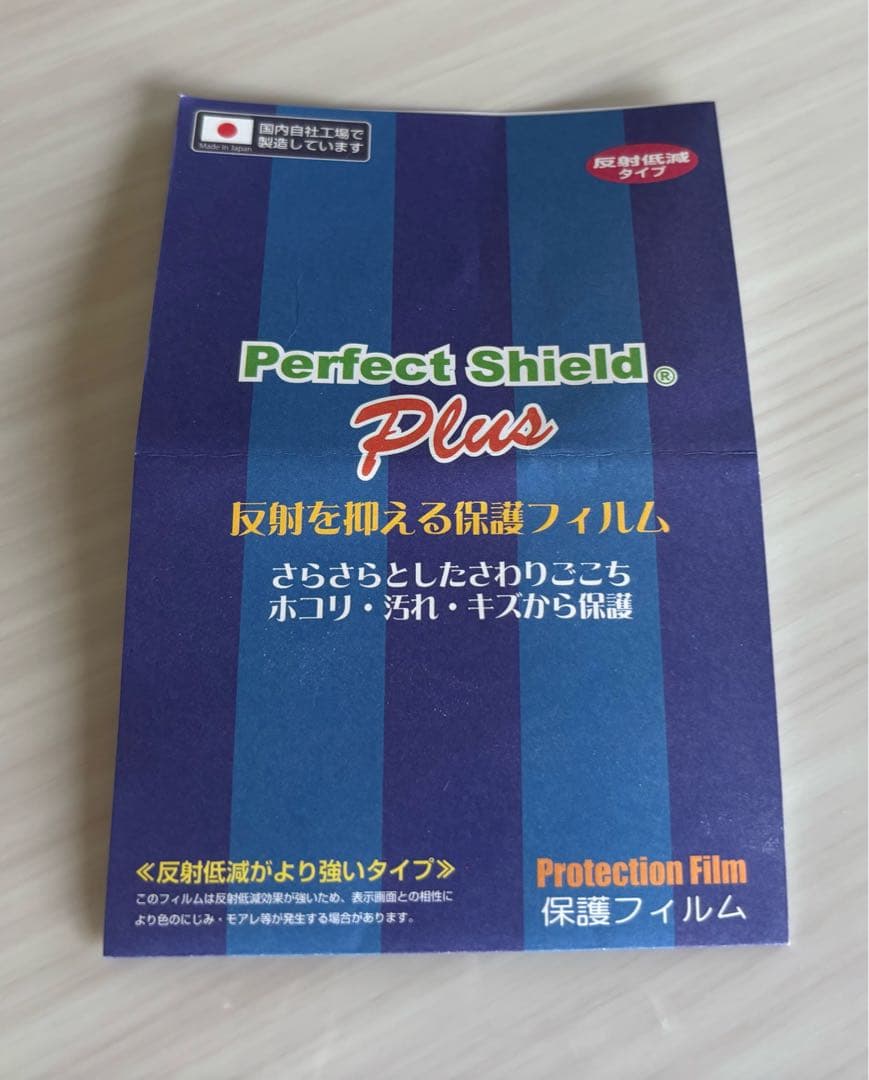 Made in Japan
国内自社工場で
製造しています
反射低減
タイプ
Perfect Shield®
Plus
反射を抑える保護フィルム
さらさらとしたさわりごこち
ホコリ・汚れ・キズから保護
≪反射低減がより強いタイプ≫
このフィルムは反射低減効果が強いため、表示画面との相性に
より色のにじみ・モアレ等が発生する場合があります。
Protection Film
保護フィルム